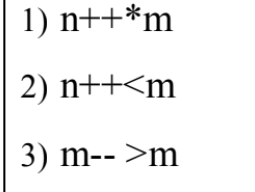 1) n++*m
2) n++<m
3) m-- >m